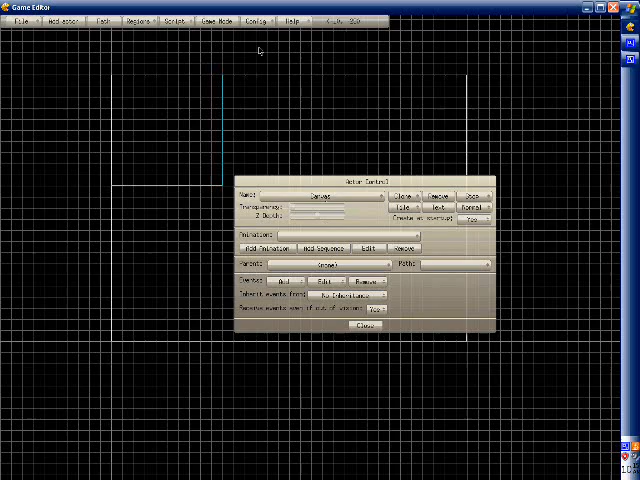 Game Editor
File Add actor Path Regions Script Game Mode Config Help
Actor Control
Name: Canvas Clone Remove Stop
Transparency: Tile Text Normal
Z Depth: Create at startup: Yes
Animation:
Add Animation Add Sequence Edit Remove
Parent: (none) Path:
Events: Add Edit Remove
Inherit events from: No Inheritance
Receive events even if out of vision: Yes
Close